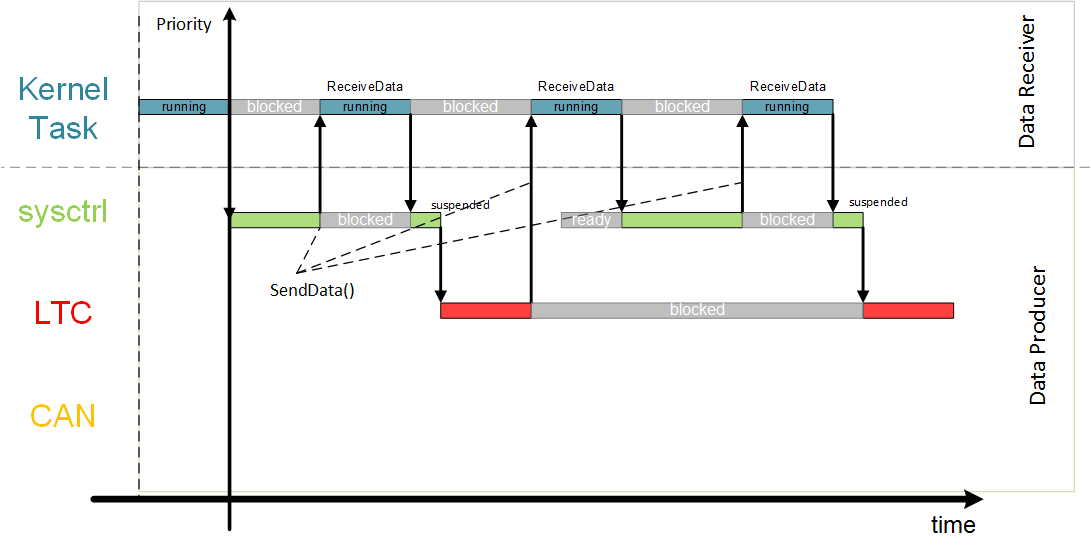 Priority
Data Receiver
Kernel
Task
ReceiveData
ReceiveData
ReceiveData
running
blocked
running
blocked
running
blocked
running
sysctrl
suspended
suspended
blocked
ready
blocked
SendData()
LTC
blocked
Data Producer
CAN
time